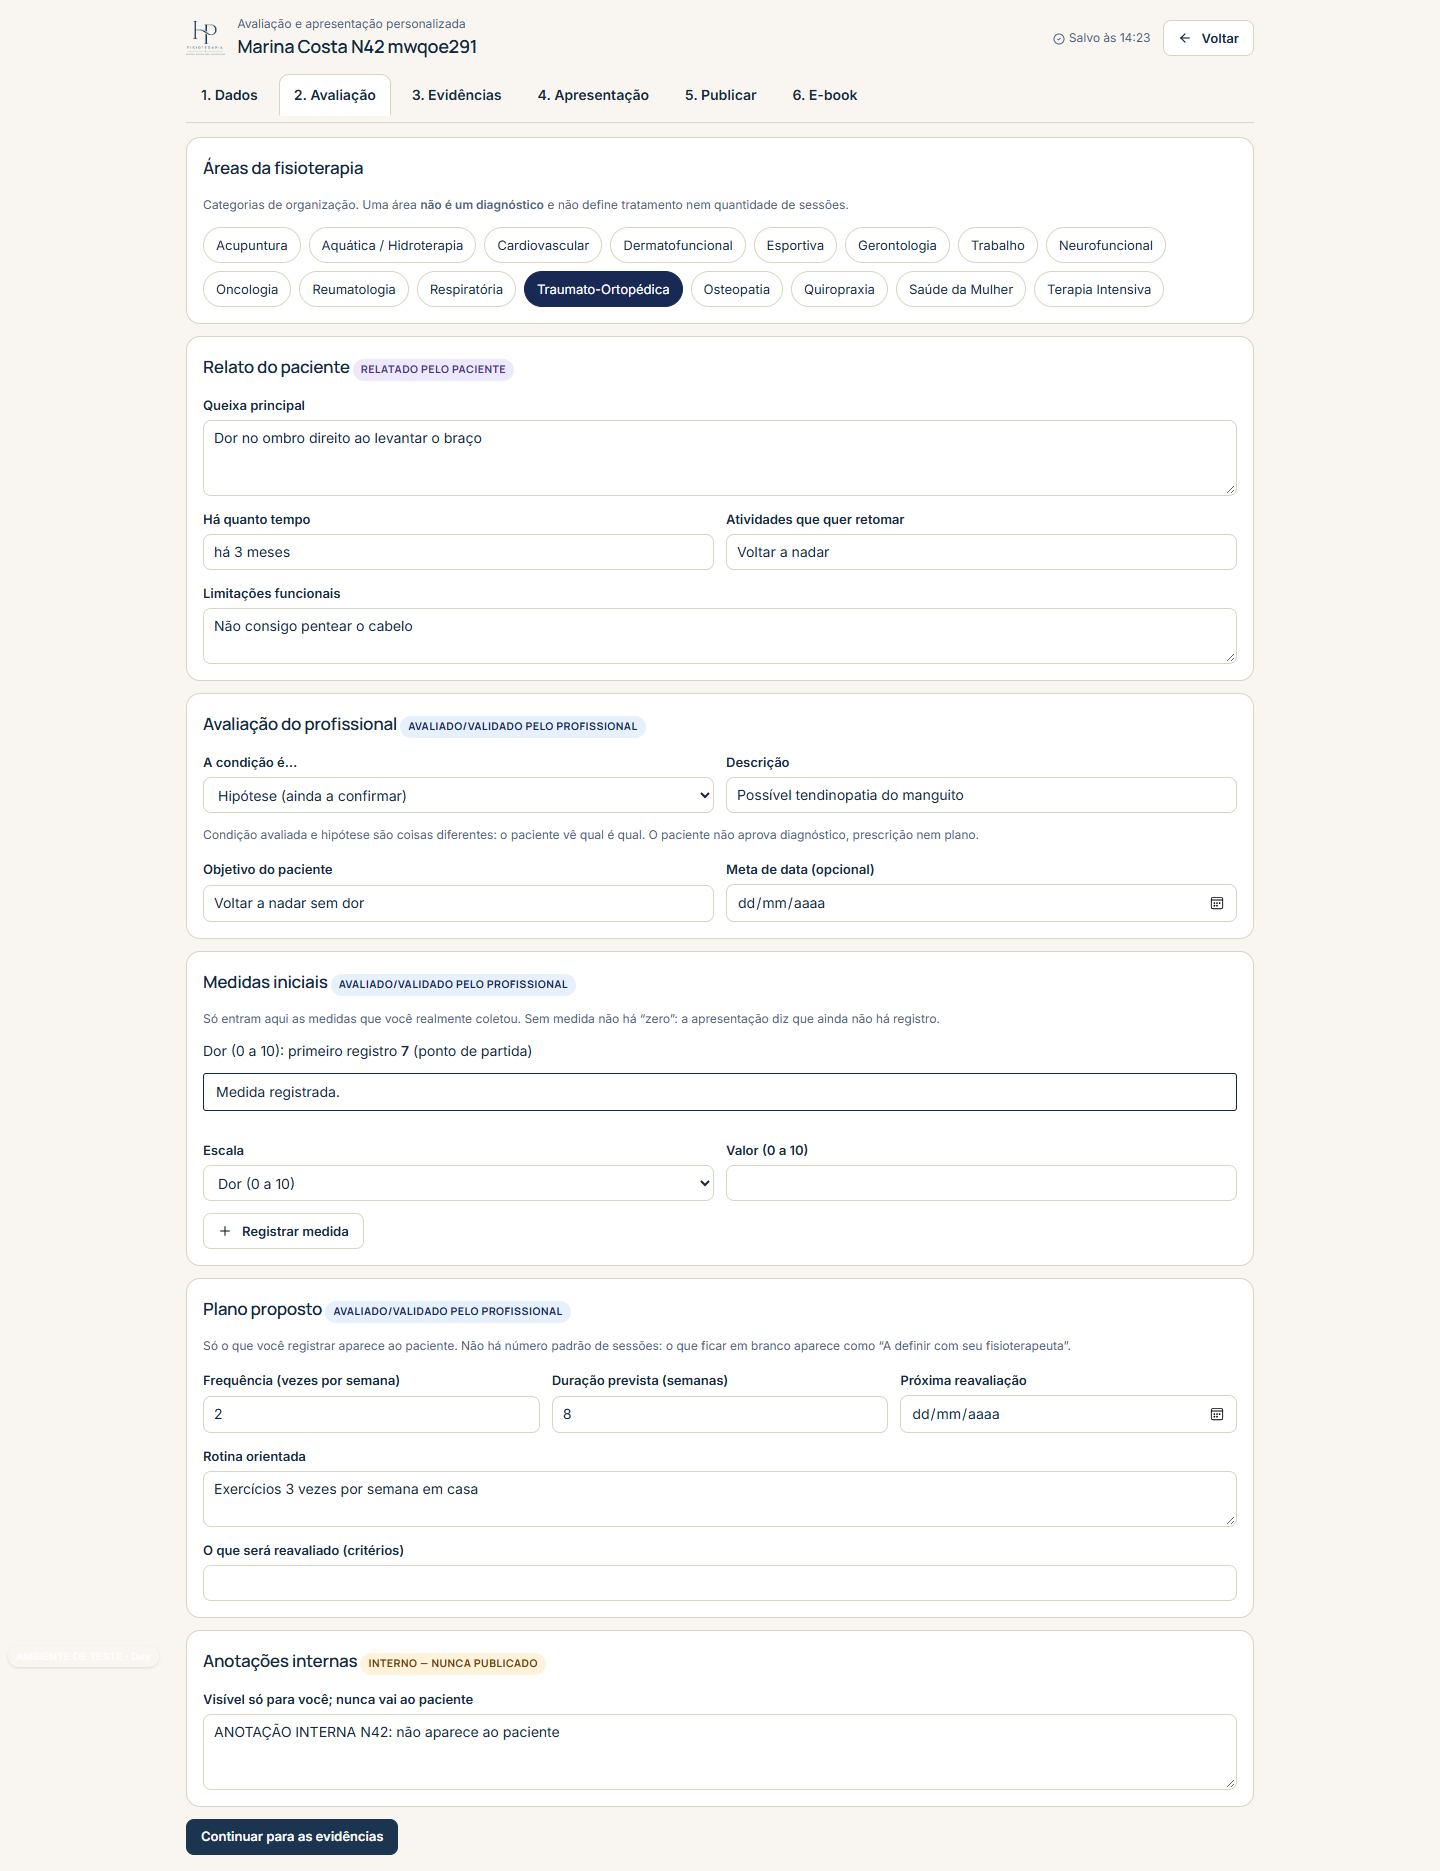 HP
FISIOTERAPIA
Avaliação e apresentação personalizada
Marina Costa N42 mwqoe291
Salvo às 14:23
Voltar
1. Dados
2. Avaliação
3. Evidências
4. Apresentação
5. Publicar
6. E-book
Áreas da fisioterapia
Categorias de organização. Uma área não é um diagnóstico e não define tratamento nem quantidade de sessões.
Acupuntura
Aquática / Hidroterapia
Cardiovascular
Dermatofuncional
Esportiva
Gerontologia
Trabalho
Neurofuncional
Oncologia
Reumatologia
Respiratória
Traumato-Ortopédica
Osteopatia
Quiropraxia
Saúde da Mulher
Terapia Intensiva
Relato do paciente RELATADO PELO PACIENTE
Queixa principal
Dor no ombro direito ao levantar o braço
Há quanto tempo
há 3 meses
Atividades que quer retomar
Voltar a nadar
Limitações funcionais
Não consigo pentear o cabelo
Avaliação do profissional AVALIADO/VALIDADO PELO PROFISSIONAL
A condição é...
Hipótese (ainda a confirmar)
Descrição
Possível tendinopatia do manguito
Condição avaliada e hipótese são coisas diferentes: o paciente vê qual é qual. O paciente não aprova diagnóstico, prescrição nem plano.
Objetivo do paciente
Voltar a nadar sem dor
Meta de data (opcional)
dd/mm/aaaa
Medidas iniciais AVALIADO/VALIDADO PELO PROFISSIONAL
Só entram aqui as medidas que você realmente coletou. Sem medida não há “zero”: a apresentação diz que ainda não há registro.
Dor (0 a 10): primeiro registro 7 (ponto de partida)
Medida registrada.
Escala
Dor (0 a 10)
Valor (0 a 10)
+ Registrar medida
Plano proposto AVALIADO/VALIDADO PELO PROFISSIONAL
Só o que você registrar aparece ao paciente. Não há número padrão de sessões: o que ficar em branco aparece como “A definir com seu fisioterapeuta”.
Frequência (vezes por semana)
2
Duração prevista (semanas)
8
Próxima reavaliação
dd/mm/aaaa
Rotina orientada
Exercícios 3 vezes por semana em casa
O que será reavaliado (critérios)
AMBIENTE DE TESTE
Anotações internas INTERNO — NUNCA PUBLICADO
Visível só para você; nunca vai ao paciente
ANOTAÇÃO INTERNA N42: não aparece ao paciente
Continuar para as evidências